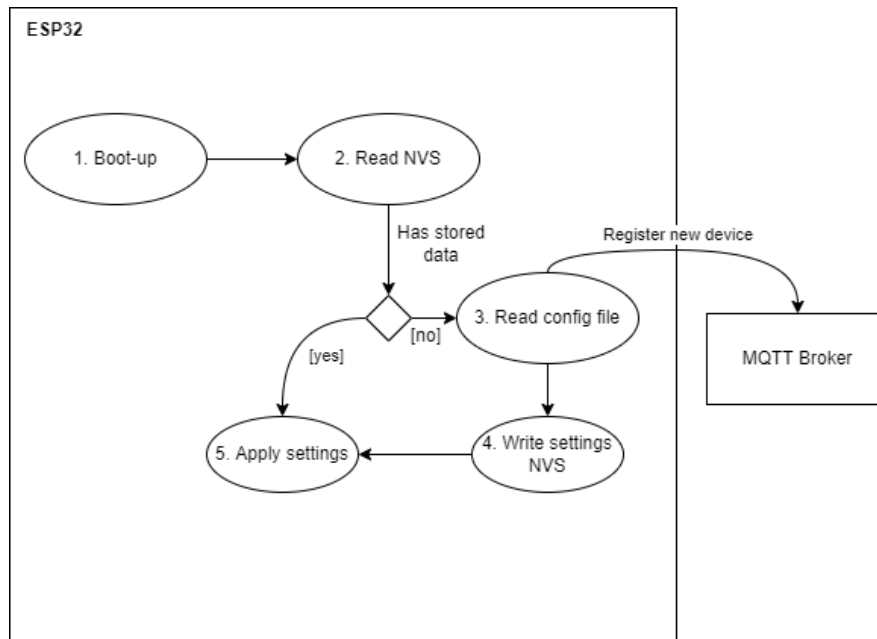 ESP32
1. Boot-up
2. Read NVS
Has stored
data
Register new device
3. Read config file
[no]
[yes]
MQTT Broker
4. Write settings
NVS
5. Apply settings